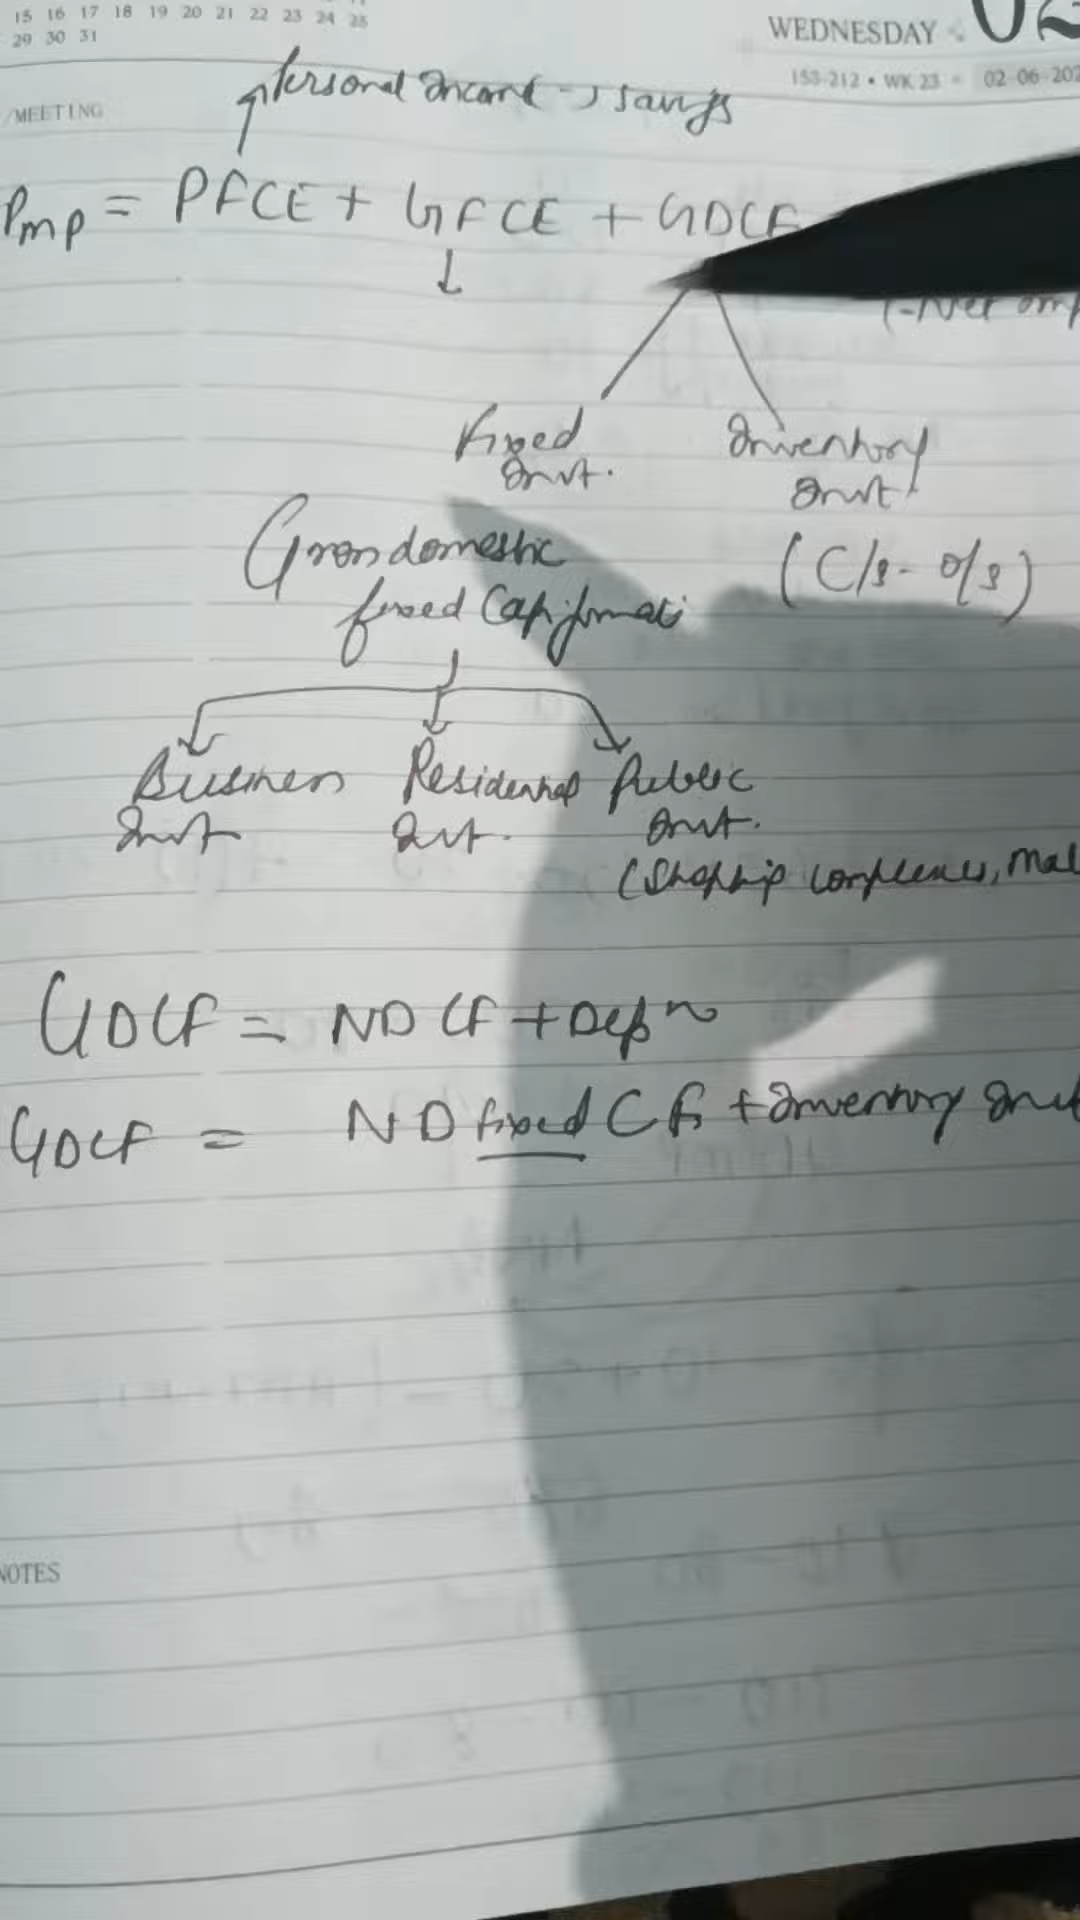 15 16 17 18 19 20 21 22 23 24 25
29 30 31
WEDNESDAY 02
153-212 • WK 23 02-06-202
/MEETING
Personal Income → savings
Pmp = PFCE + GFCE + GDCF
(-Net imp
Fixed Invt.
Inventory Invt.
(C/s - o/s)
Gross domestic
fixed Cap. formati
Business Invt
Residential Invt.
Public Invt.
(Shopping complexes, mal
GDCF = NDCF + Depn
GDCF = ND fixed CF + Inventory Invt
NOTES